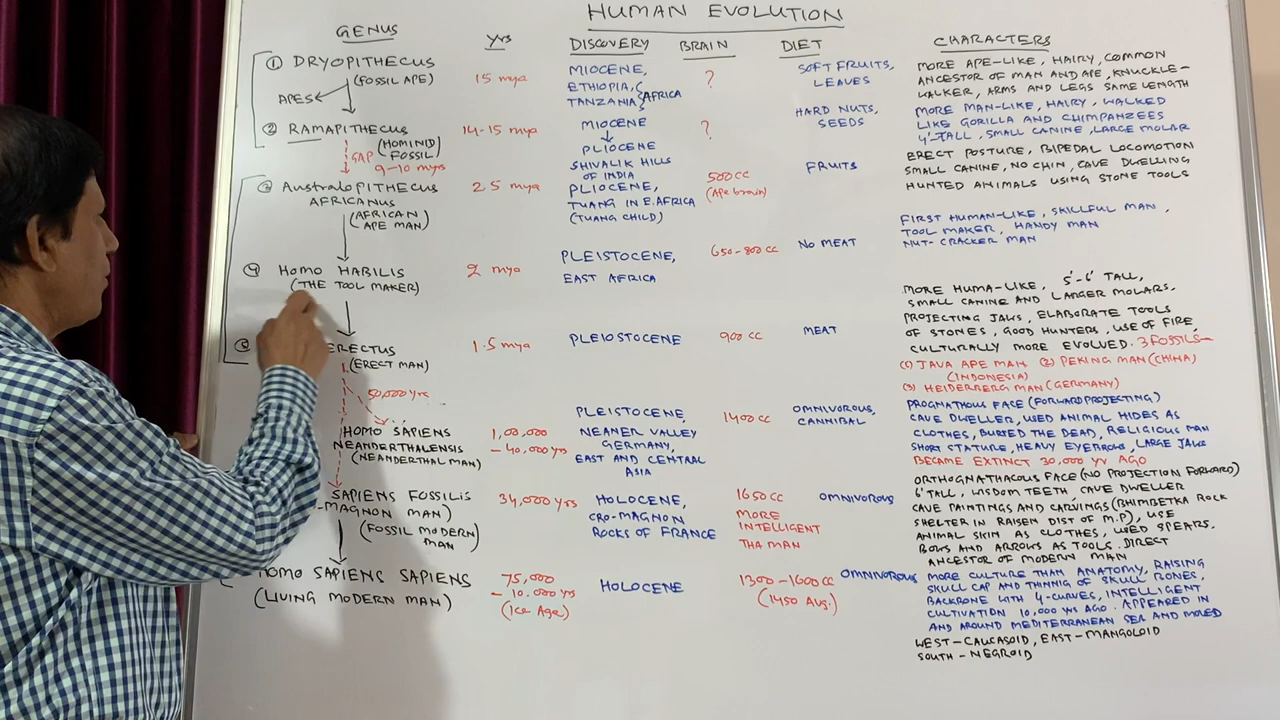 HUMAN EVOLUTION
GENUS
Yrs
DISCOVERY
BRAIN
DIET
CHARACTERS
① DRYOPITHECUS
(FOSSIL APE)
APES
15 mya
MIOCENE,
ETHIOPIA,
TANZANIA
AFRICA
?
SOFT FRUITS,
LEAVES
MORE APE-LIKE, HAIRY, COMMON
ANCESTOR OF MAN AND APE, KNUCKLE-
WALKER, ARMS AND LEGS SAME LENGTH
② RAMAPITHECUS
(HOMINID
FOSSIL)
GAP
9-10 myrs
14-15 mya
MIOCENE
PLIOCENE
SHIVALIK HILLS
OF INDIA
?
HARD NUTS,
SEEDS
MORE MAN-LIKE, HAIRY, WALKED
LIKE GORILLA AND CHIMPANZEES
4'-TALL, SMALL CANINE, LARGE MOLAR
③ AUSTRALOPITHECUS
AFRICANUS
(AFRICAN
APE MAN)
2.5 mya
PLIOCENE,
TUANG IN E. AFRICA
(TUANG CHILD)
500 cc
(Ape brain)
FRUITS
ERECT POSTURE, BIPEDAL LOCOMOTION
SMALL CANINE, NO CHIN, CAVE DWELLING
HUNTED ANIMALS USING STONE TOOLS
④ HOMO HABILIS
(THE TOOL MAKER)
2 mya
PLEISTOCENE,
EAST AFRICA
650-800 cc
NO MEAT
FIRST HUMAN-LIKE, SKILLFUL MAN,
TOOL MAKER, HANDY MAN
NUT-CRACKER MAN
ERECTUS
(ERECT MAN)
50,000 yrs
1.5 mya
PLEIOSTOCENE
900 cc
MEAT
MORE HUMA-LIKE, 5'-6' TALL,
SMALL CANINE AND LARGER MOLARS,
PROJECTING JAWS, ELABORATE TOOLS
OF STONES, GOOD HUNTERS, USE OF FIRE,
CULTURALLY MORE EVOLVED. 3 FOSSILS-
(1) JAVA APE MAN (2) PEKING MAN (CHINA)
(INDONESIA)
(3) HEIDERBERG MAN (GERMANY)
HOMO SAPIENS
NEANDERTHALENSIS
(NEANDERTHAL MAN)
1,00,000
- 40,000 yrs
PLEISTOCENE,
NEANER VALLEY
GERMANY,
EAST AND CENTRAL
ASIA
1400 cc
OMNIVOROUS,
CANNIBAL
PROGNATHOUS FACE (FORWARD PROJECTING)
CAVE DWELLER, USED ANIMAL HIDES AS
CLOTHES, BURIED THE DEAD, RELIGIOUS MAN
SHORT STATURE, HEAVY EYEBROWS, LARGE JAWS
BECAME EXTINCT 30,000 yr AGO
SAPIENS FOSSILIS
-MAGNON MAN)
(FOSSIL MODERN
MAN)
34,000 yrs
HOLOCENE,
CRO-MAGNON
ROCKS OF FRANCE
1650 cc
MORE
INTELLIGENT
THA MAN
OMNIVOROUS
ORTHOGNATHACOUS FACE (NO PROJECTION FORWARD)
6' TALL, WISDOM TEETH, CAVE DWELLER
CAVE PAINTINGS AND CARVINGS (BHIMBETKA ROCK
SHELTER IN RAISEN DIST OF M.P), USE
ANIMAL SKIN AS CLOTHES, USED SPEARS,
BOWS AND ARROWS AS TOOLS. DIRECT
ANCESTOR OF MODERN MAN
HOMO SAPIENS SAPIENS
(LIVING MODERN MAN)
75,000
- 10,000 yrs
(Ice Age)
HOLOCENE
1300-1600 cc
(1450 Avg.)
OMNIVOROUS
MORE CULTURE THAN ANATOMY, RAISING
SKULL CAP AND THINING OF SKULL BONES,
BACKBONE WITH 4-CURVES, INTELLIGENT
CULTIVATION 10,000 yrs AGO. APPEARED IN
AND AROUND MEDITERRANEAN SEA AND MOVED
WEST-CAUCASOID, EAST-MANGOLOID
SOUTH-NEGROID